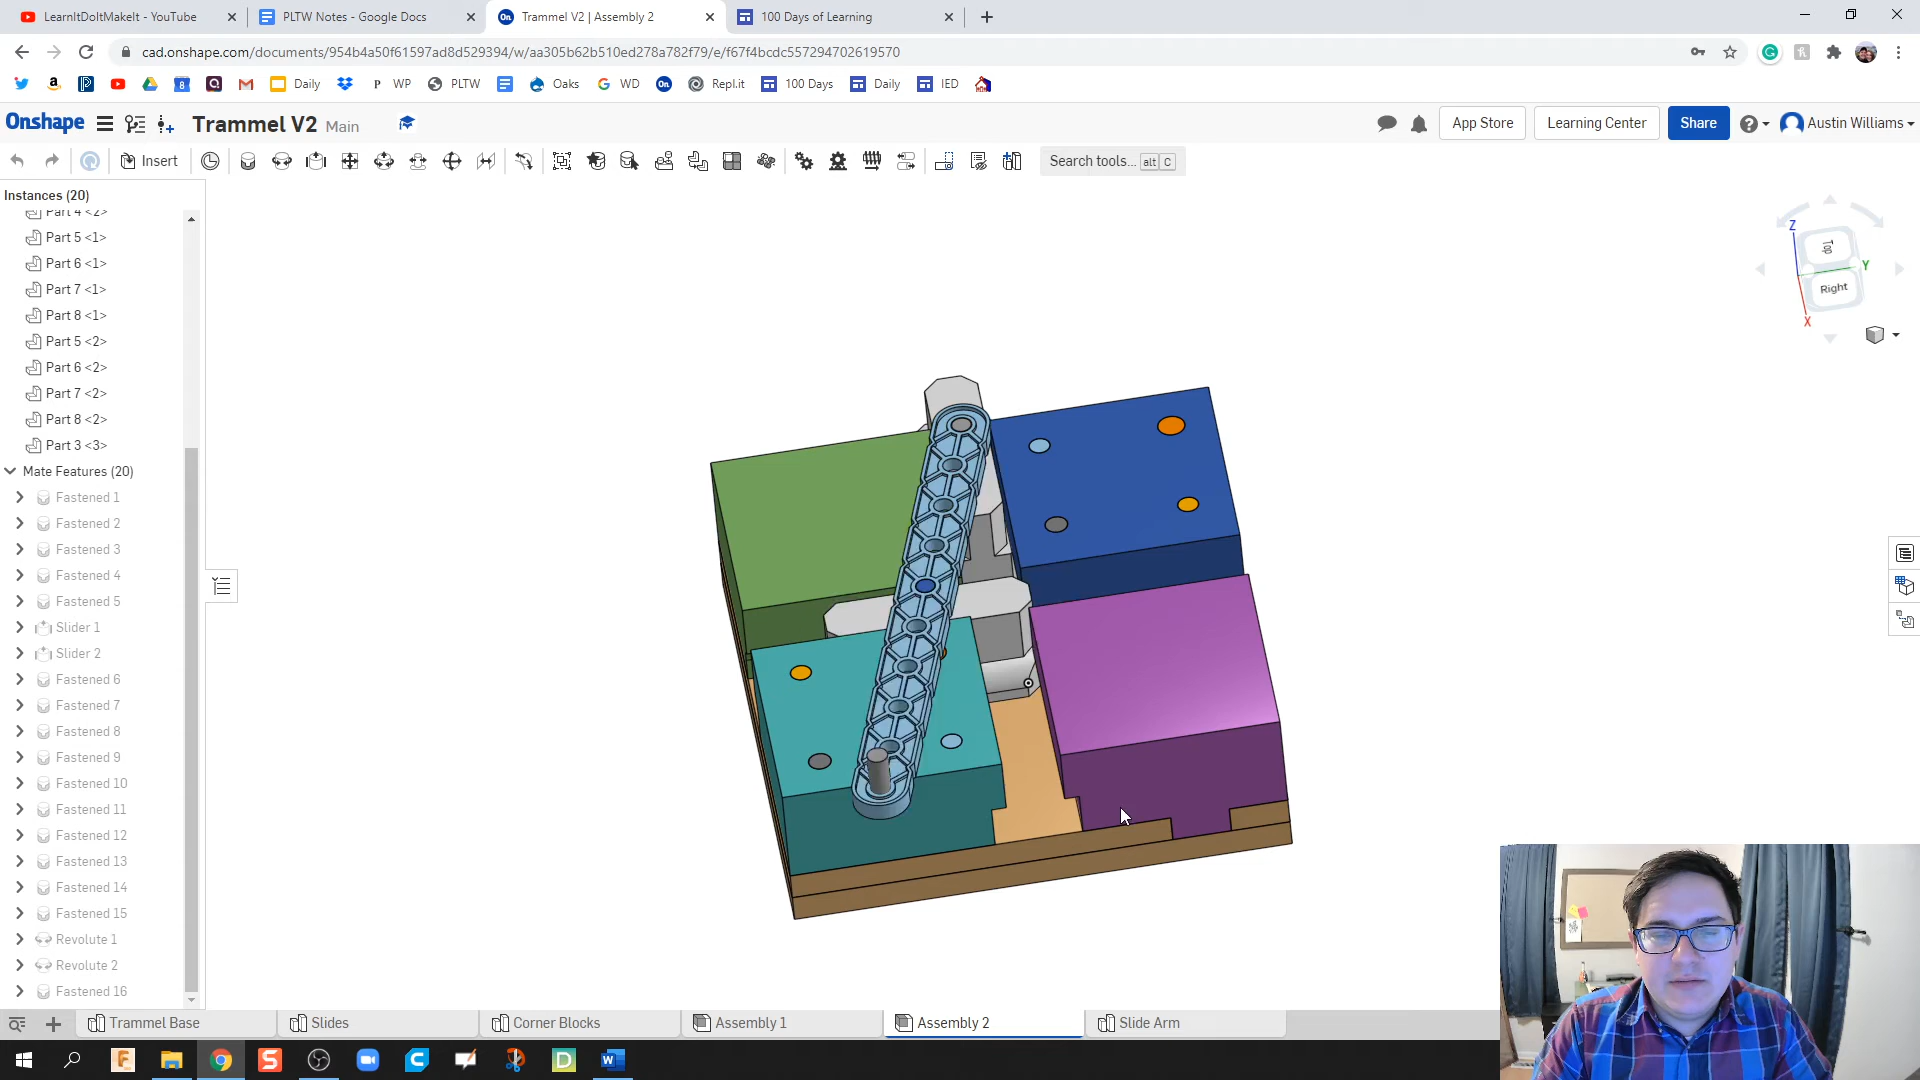 LearnItDoItMakeIt - YouTube
PLTW Notes - Google Docs
Trammel V2 | Assembly 2
100 Days of Learning
cad.onshape.com/documents/954b4a50f61597ad8d529394/w/aa305b62b510ed278a782f79/e/f67f4bcdc557294702619570
Daily
P WP
PLTW
Oaks
WD
Repl.it
100 Days
Daily
IED
Onshape
Trammel V2 Main
App Store
Learning Center
Share
Austin Williams
Insert
Search tools... alt C
Instances (20)
Part 4 <2>
Part 5 <1>
Part 6 <1>
Part 7 <1>
Part 8 <1>
Part 5 <2>
Part 6 <2>
Part 7 <2>
Part 8 <2>
Part 3 <3>
Mate Features (20)
Fastened 1
Fastened 2
Fastened 3
Fastened 4
Fastened 5
Slider 1
Slider 2
Fastened 6
Fastened 7
Fastened 8
Fastened 9
Fastened 10
Fastened 11
Fastened 12
Fastened 13
Fastened 14
Fastened 15
Revolute 1
Revolute 2
Fastened 16
Z
Top
Y
Right
X
Trammel Base
Slides
Corner Blocks
Assembly 1
Assembly 2
Slide Arm